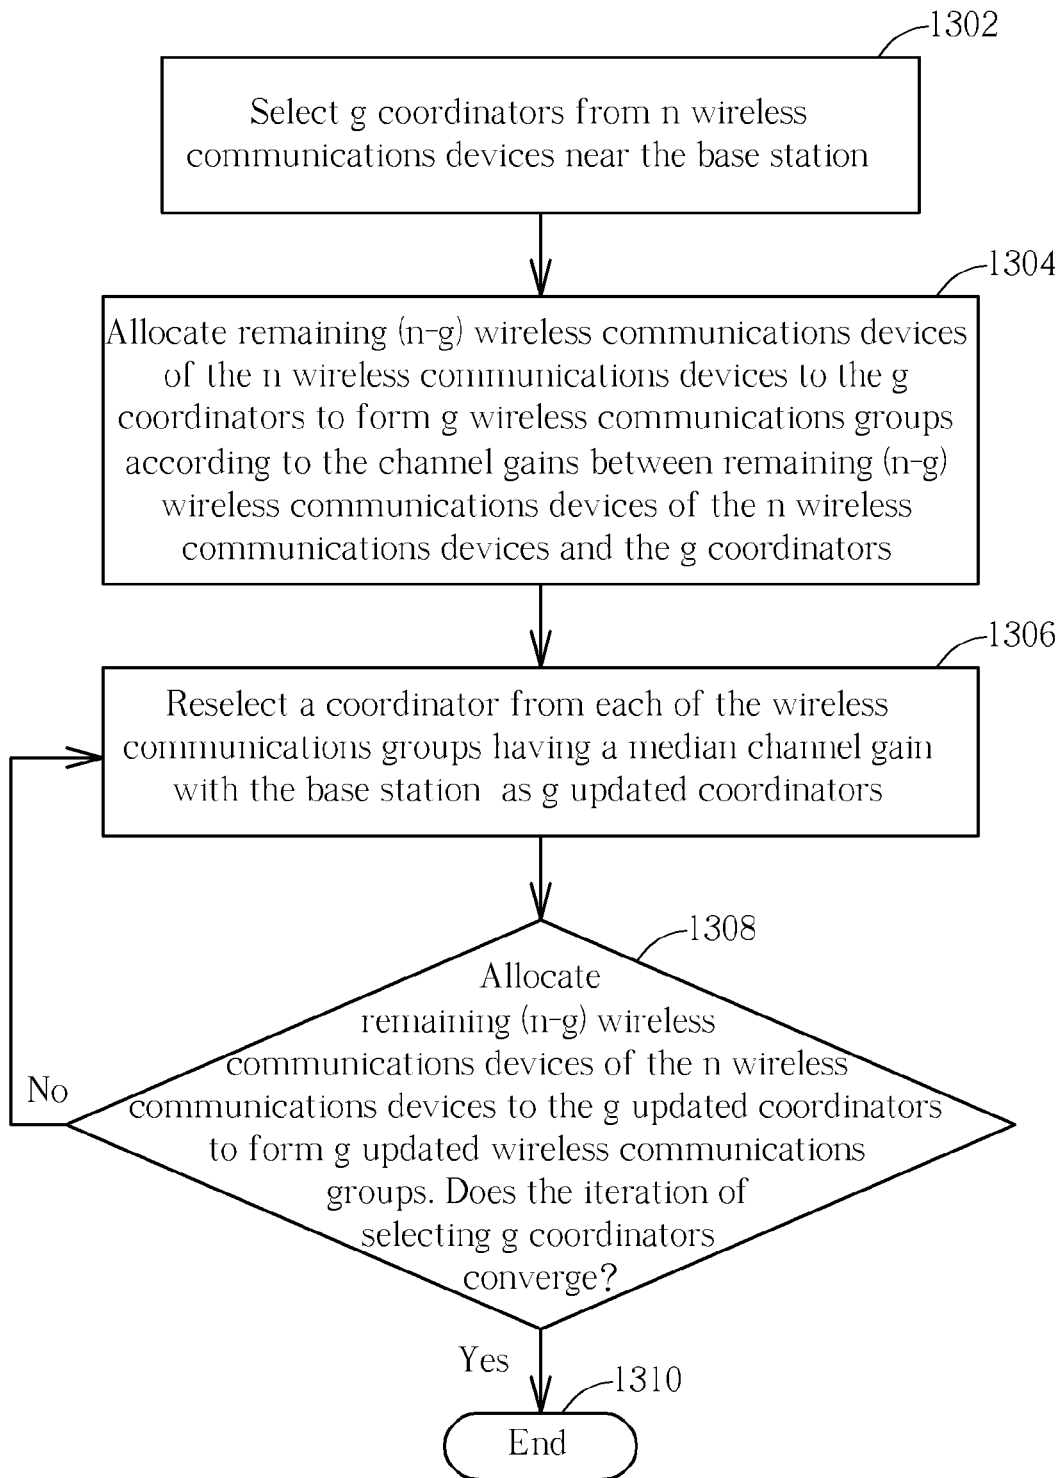 1302
Select g coordinators from n wireless
communications devices near the base station
1304
Allocate remaining (n-g) wireless communications devices
of the n wireless communications devices to the g
coordinators to form g wireless communications groups
according to the channel gains between remaining (n-g)
wireless communications devices of the n wireless
communications devices and the g coordinators
1306
Reselect a coordinator from each of the wireless
communications groups having a median channel gain
with the base station as g updated coordinators
1308
Allocate
remaining (n-g) wireless
communications devices of the n wireless
communications devices to the g updated coordinators
to form g updated wireless communications
groups. Does the iteration of
selecting g coordinators
converge?
No
Yes
1310
End